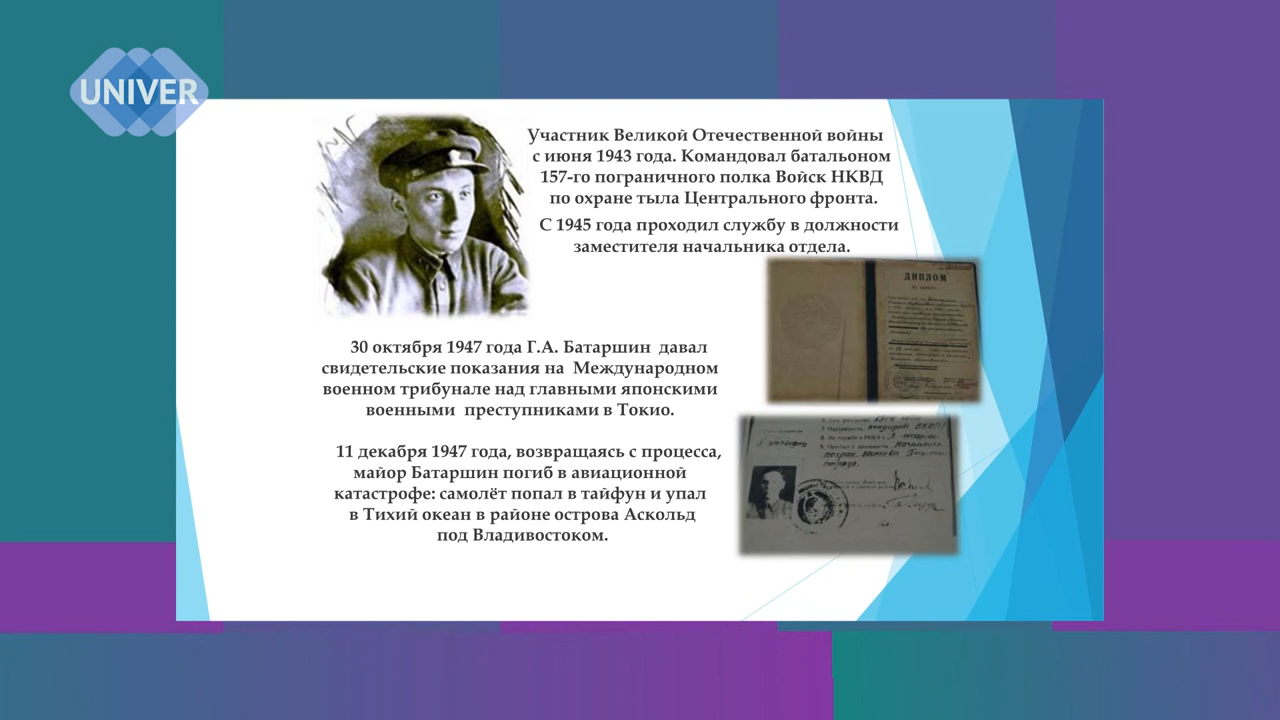 UNIVER
Участник Великой Отечественной войны
с июня 1943 года. Командовал батальоном
157-го пограничного полка Войск НКВД
по охране тыла Центрального фронта.
С 1945 года проходил службу в должности
заместителя начальника отдела.
ДИПЛОМ
30 октября 1947 года Г.А. Батаршин давал
свидетельские показания на Международном
военном трибунале над главными японскими
военными преступниками в Токио.
11 декабря 1947 года, возвращаясь с процесса,
майор Батаршин погиб в авиационной
катастрофе: самолёт попал в тайфун и упал
в Тихий океан в районе острова Аскольд
под Владивостоком.